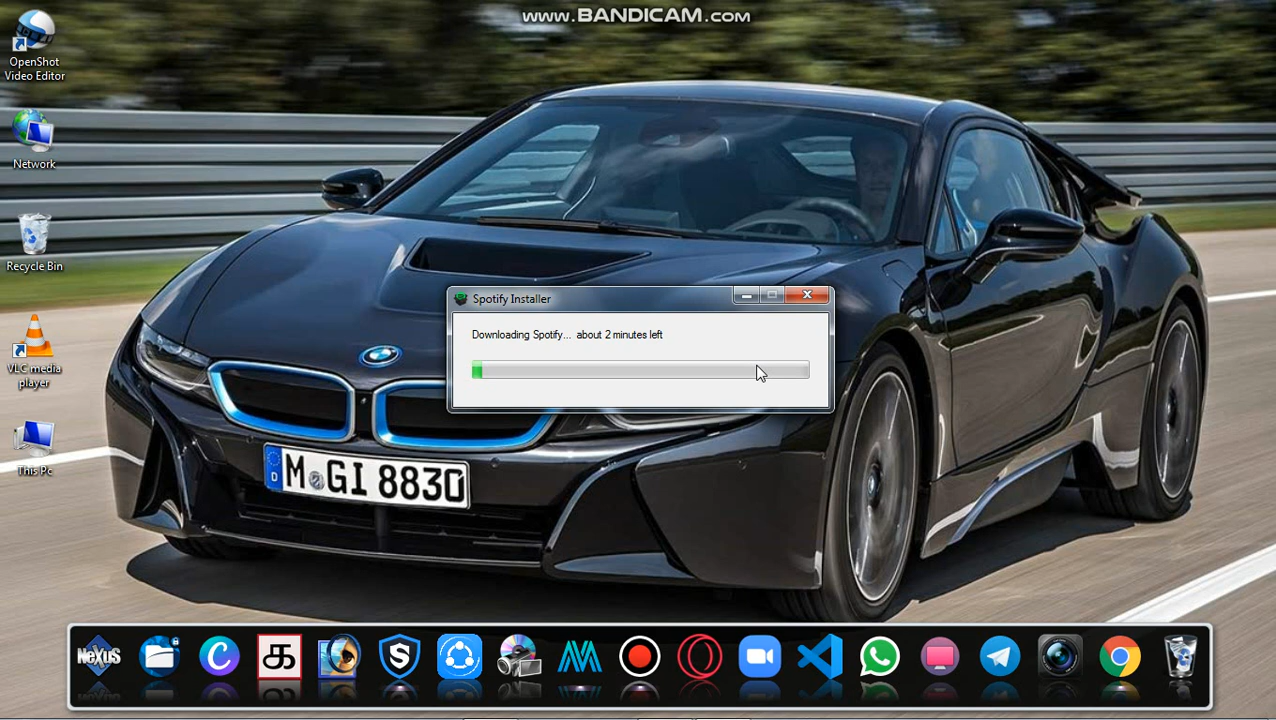 www.BANDICAM.com
OpenShot
Video Editor
Network
Recycle Bin
VLC media
player
This Pc
Spotify Installer
Downloading Spotify... about 2 minutes left
M GI 8830
D
NeXuS